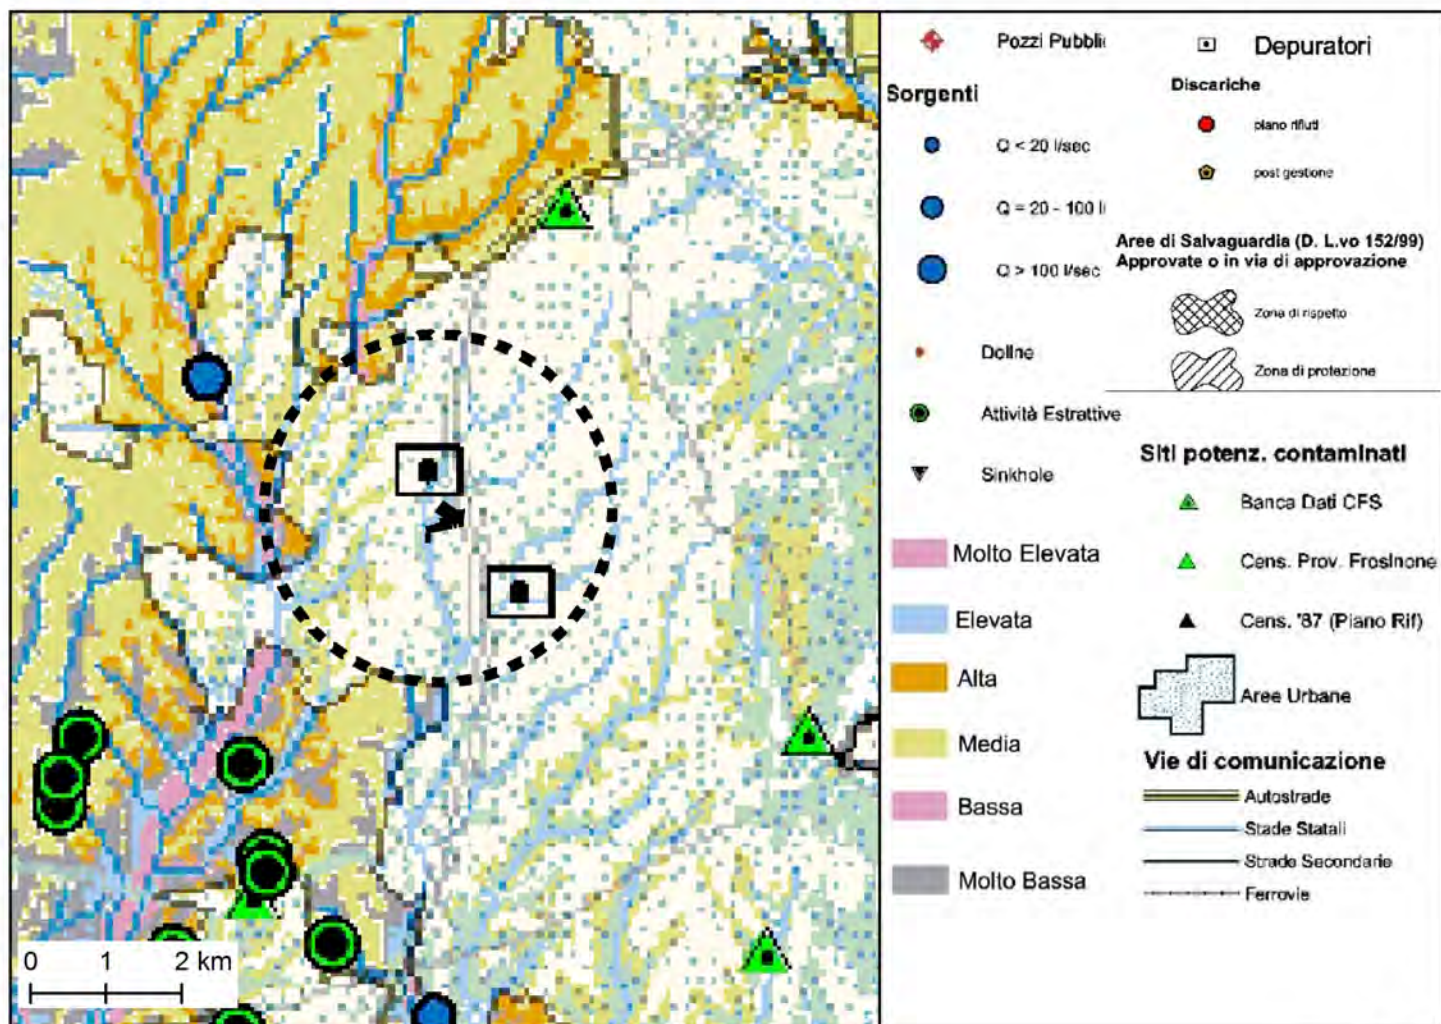 Pozzi Pubblic
Sorgenti
Q < 20 l/sec
Q = 20 - 100 l
Q > 100 l/sec
Doline
Attività Estrattive
Sinkhole
Molto Elevata
Elevata
Alta
Media
Bassa
Molto Bassa
Depuratori
Discariche
piano rifiuti
post gestione
Aree di Salvaguardia (D. L.vo 152/99)
Approvate o in via di approvazione
Zona di rispetto
Zona di protezione
Siti potenz. contaminati
Banca Dati CFS
Cens. Prov. Frosinone
Cens. '87 (Piano Rif)
Aree Urbane
Vie di comunicazione
Autostrade
Stade Statali
Strade Secondarie
Ferrovie
0 1 2 km